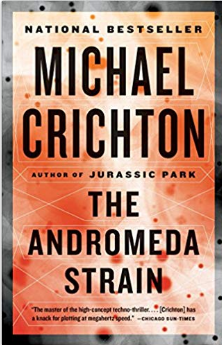 NATIONAL BESTSELLER
MICHAEL
CRICHTON
AUTHOR OF JURASSIC PARK
THE
ANDROMEDA
STRAIN
"The master of the high-concept techno-thriller. . . . [Crichton] has
a knack for plotting at megahertz speed." —CHICAGO SUN-TIMES